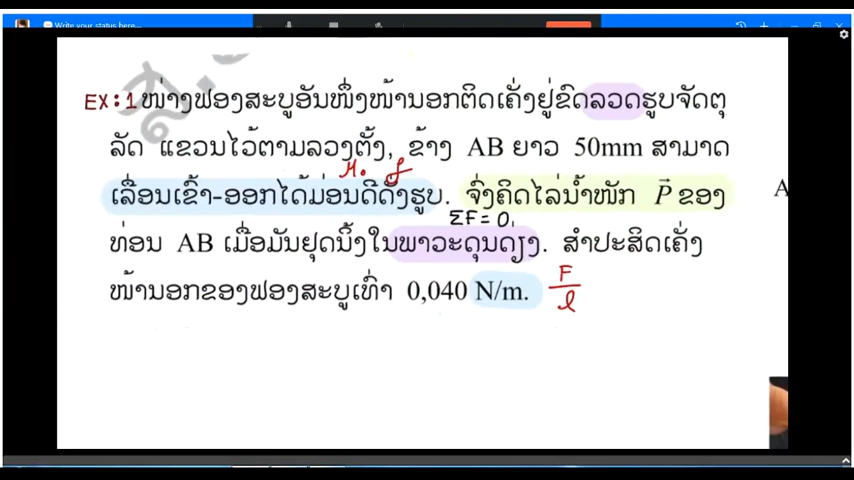 Write your status here...
EX:1 ໜ່າງຟອງສະບູອັນໜຶ່ງໜ້ານອກຕິດເຄັ່ງຢູ່ຂົດລວດຮູບຈັດຕຸ
ລັດ ແຂວນໄວ້ຕາມລວງຕັ້ງ, ຂ້າງ AB ຍາວ 50mm ສາມາດ
ເລື່ອນເຂົ້າ-ອອກໄດ້ມ່ອນດີດັ່ງຮູບ. ຈົ່ງຄິດໄລ່ນ້ຳໜັກ P ຂອງ
ΣF = 0
ທ່ອນ AB ເມື່ອມັນຢຸດນິ້ງໃນພາວະດຸນດ່ຽງ. ສຳປະສິດເຄັ່ງ
ໜ້ານອກຂອງຟອງສະບູເທົ່າ 0,040 N/m. F/l
A